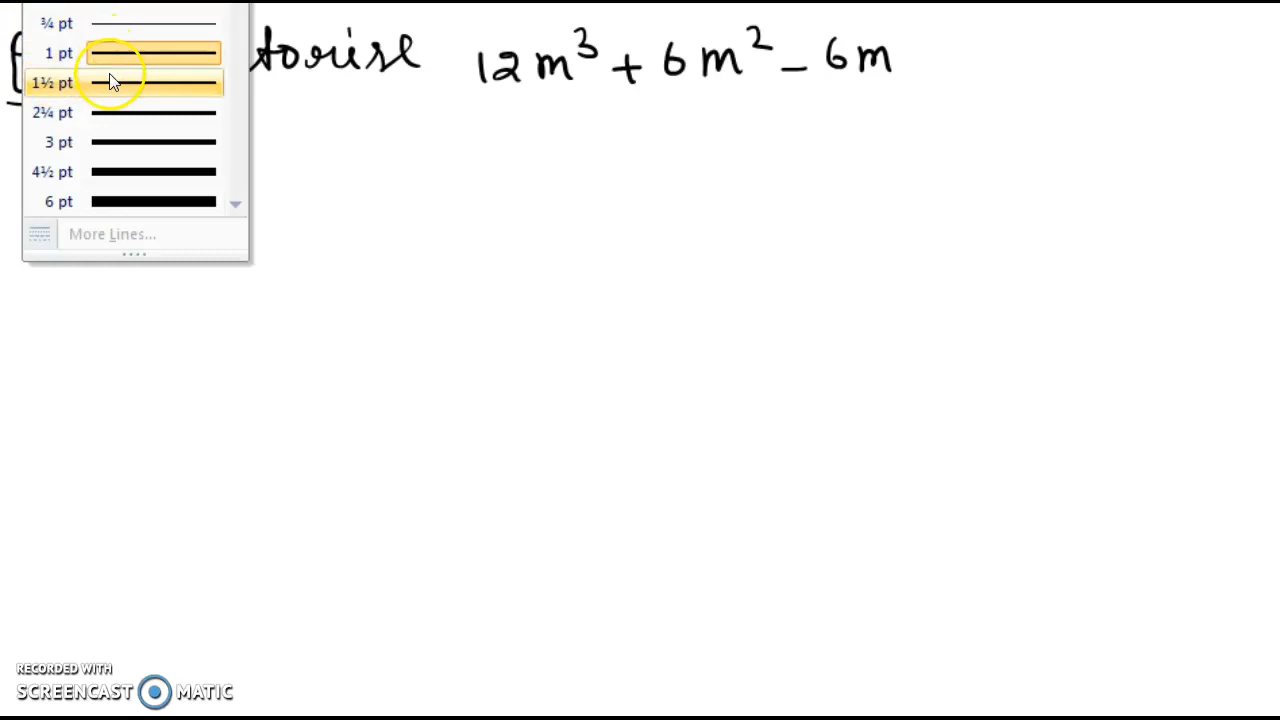 torise 12m³ + 6m² - 6m
¾ pt
1 pt
1½ pt
2¼ pt
3 pt
4½ pt
6 pt
More Lines...
RECORDED WITH
SCREENCAST MATIC